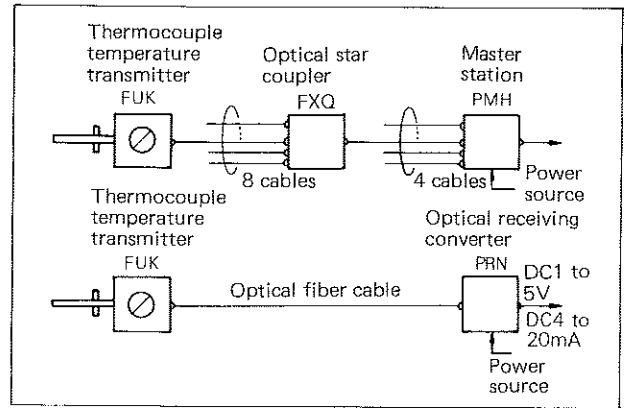 Thermocouple
temperature
transmitter
FUK
Optical star
coupler
FXQ
Master
station
PMH
8 cables
4 cables
Power
source
Thermocouple
temperature
transmitter
FUK
Optical fiber cable
Optical receiving
converter
PRN
DC1 to
5V
DC4 to
20mA
Power
source